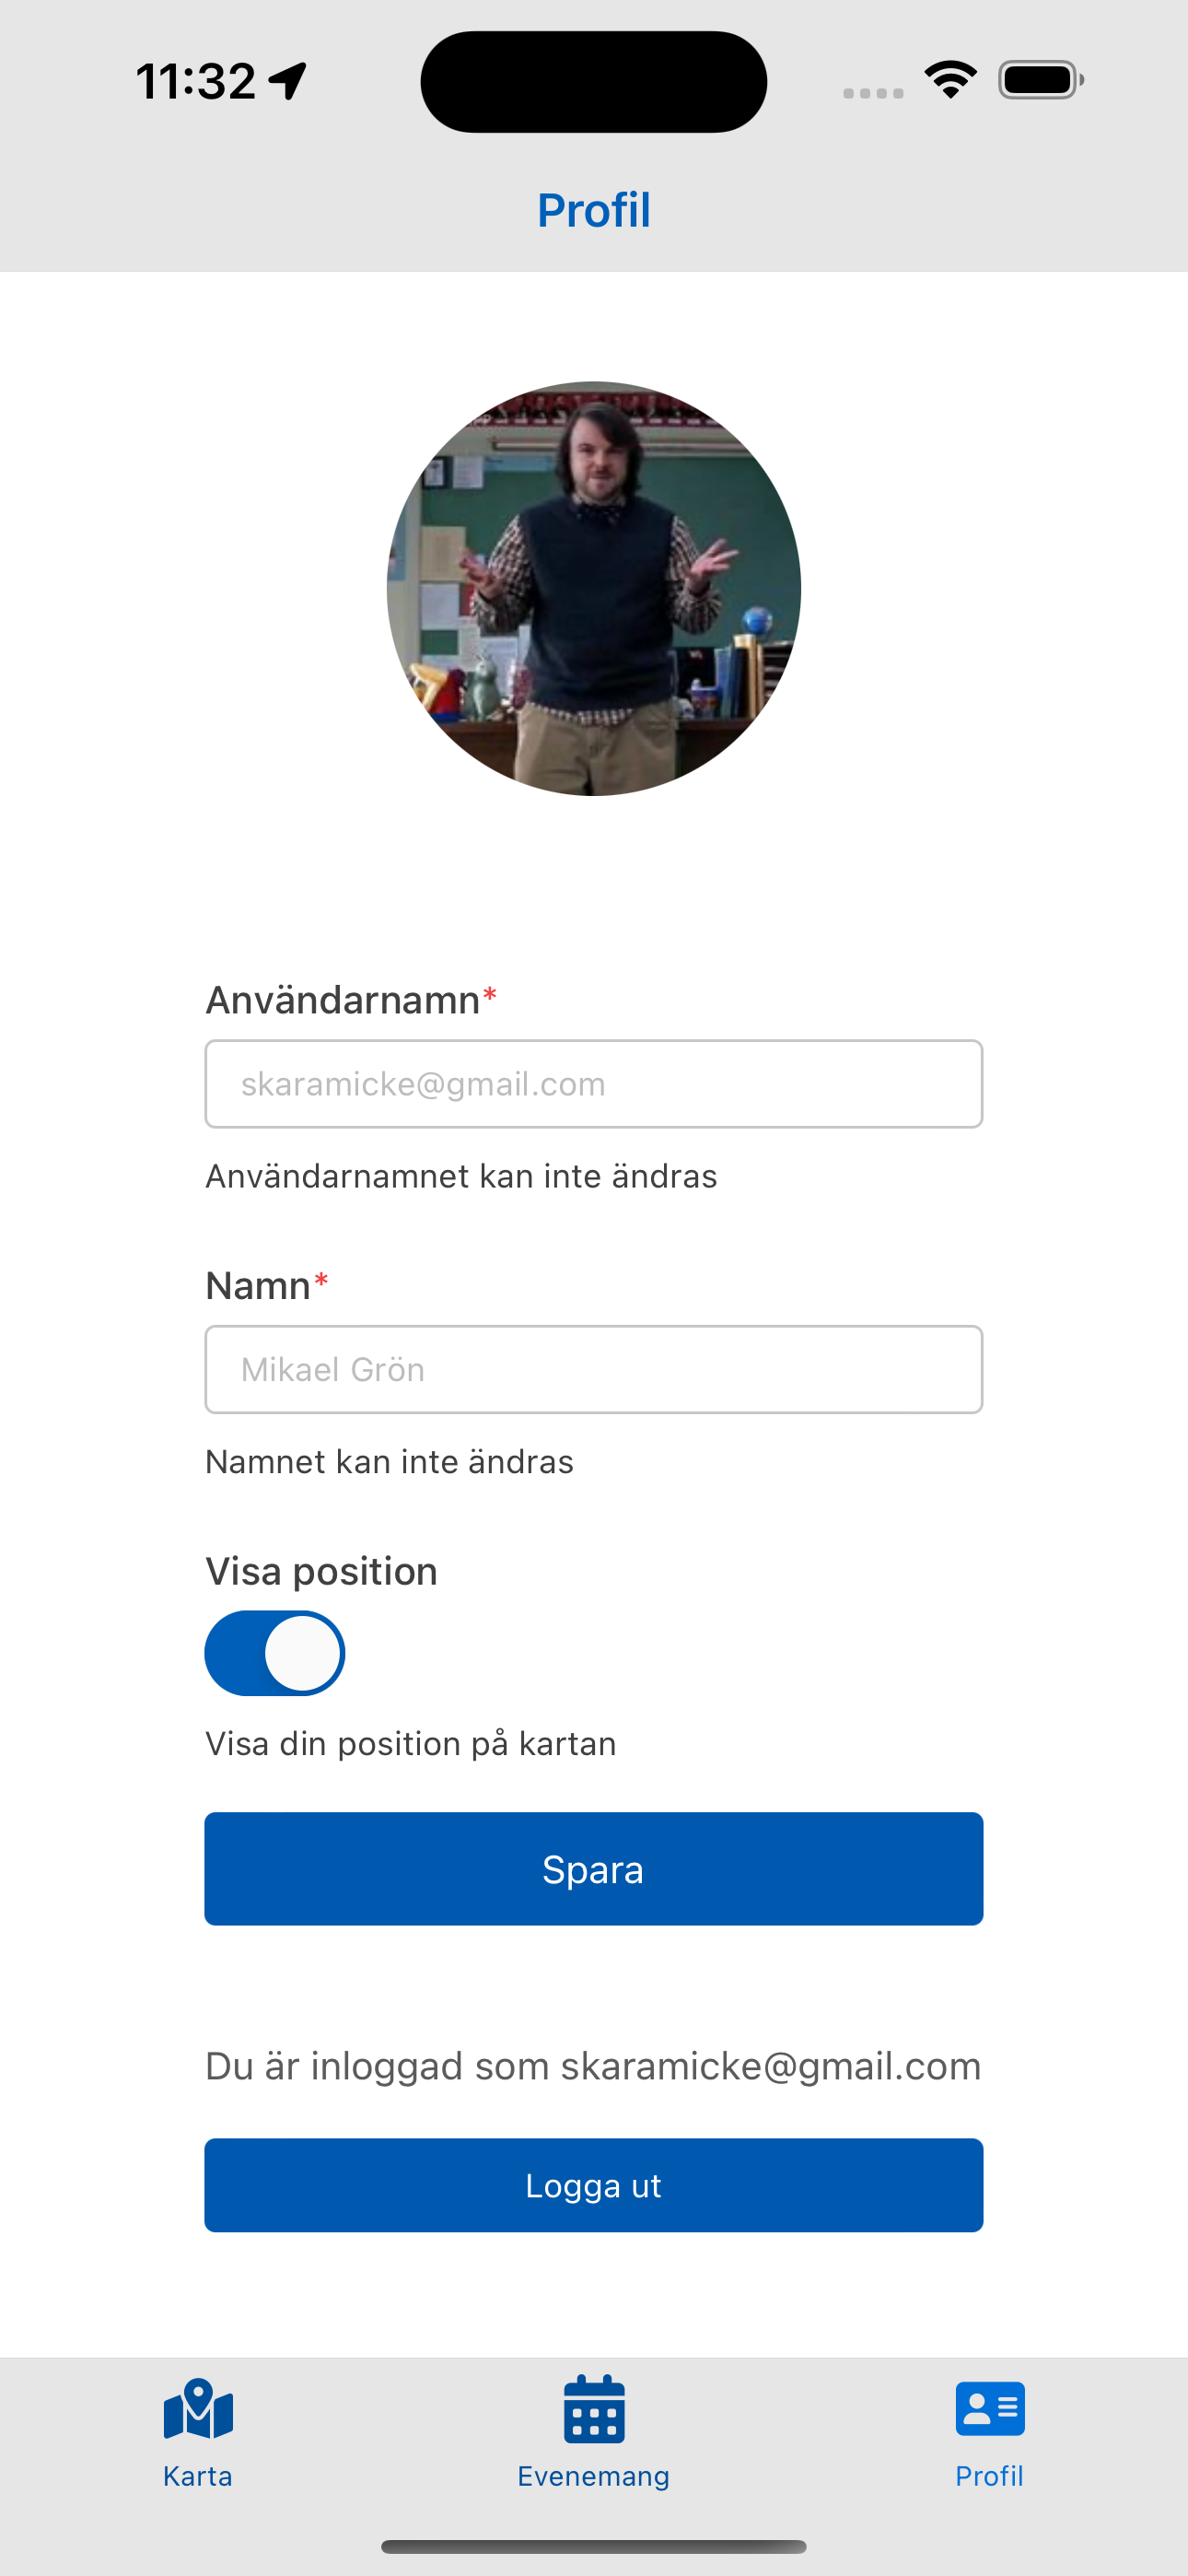 11:32
Profil
Användarnamn*
skaramicke@gmail.com
Användarnamnet kan inte ändras
Namn*
Mikael Grön
Namnet kan inte ändras
Visa position
Visa din position på kartan
Spara
Du är inloggad som skaramicke@gmail.com
Logga ut
Karta
Evenemang
Profil